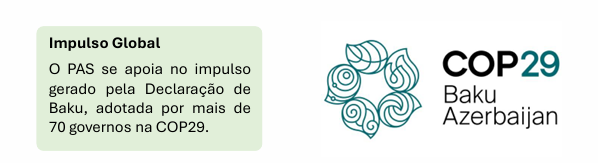 Impulso Global
O PAS se apoia no impulso
gerado pela Declaração de
Baku, adotada por mais de
70 governos na COP29.
COP29
Baku
Azerbaijan